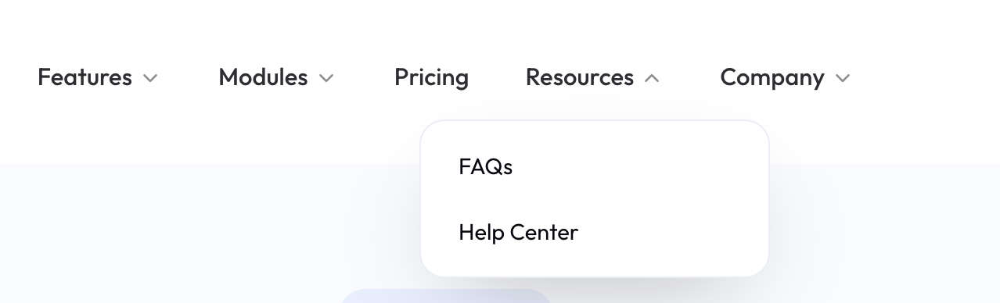 Features Modules Pricing Resources Company
FAQs
Help Center